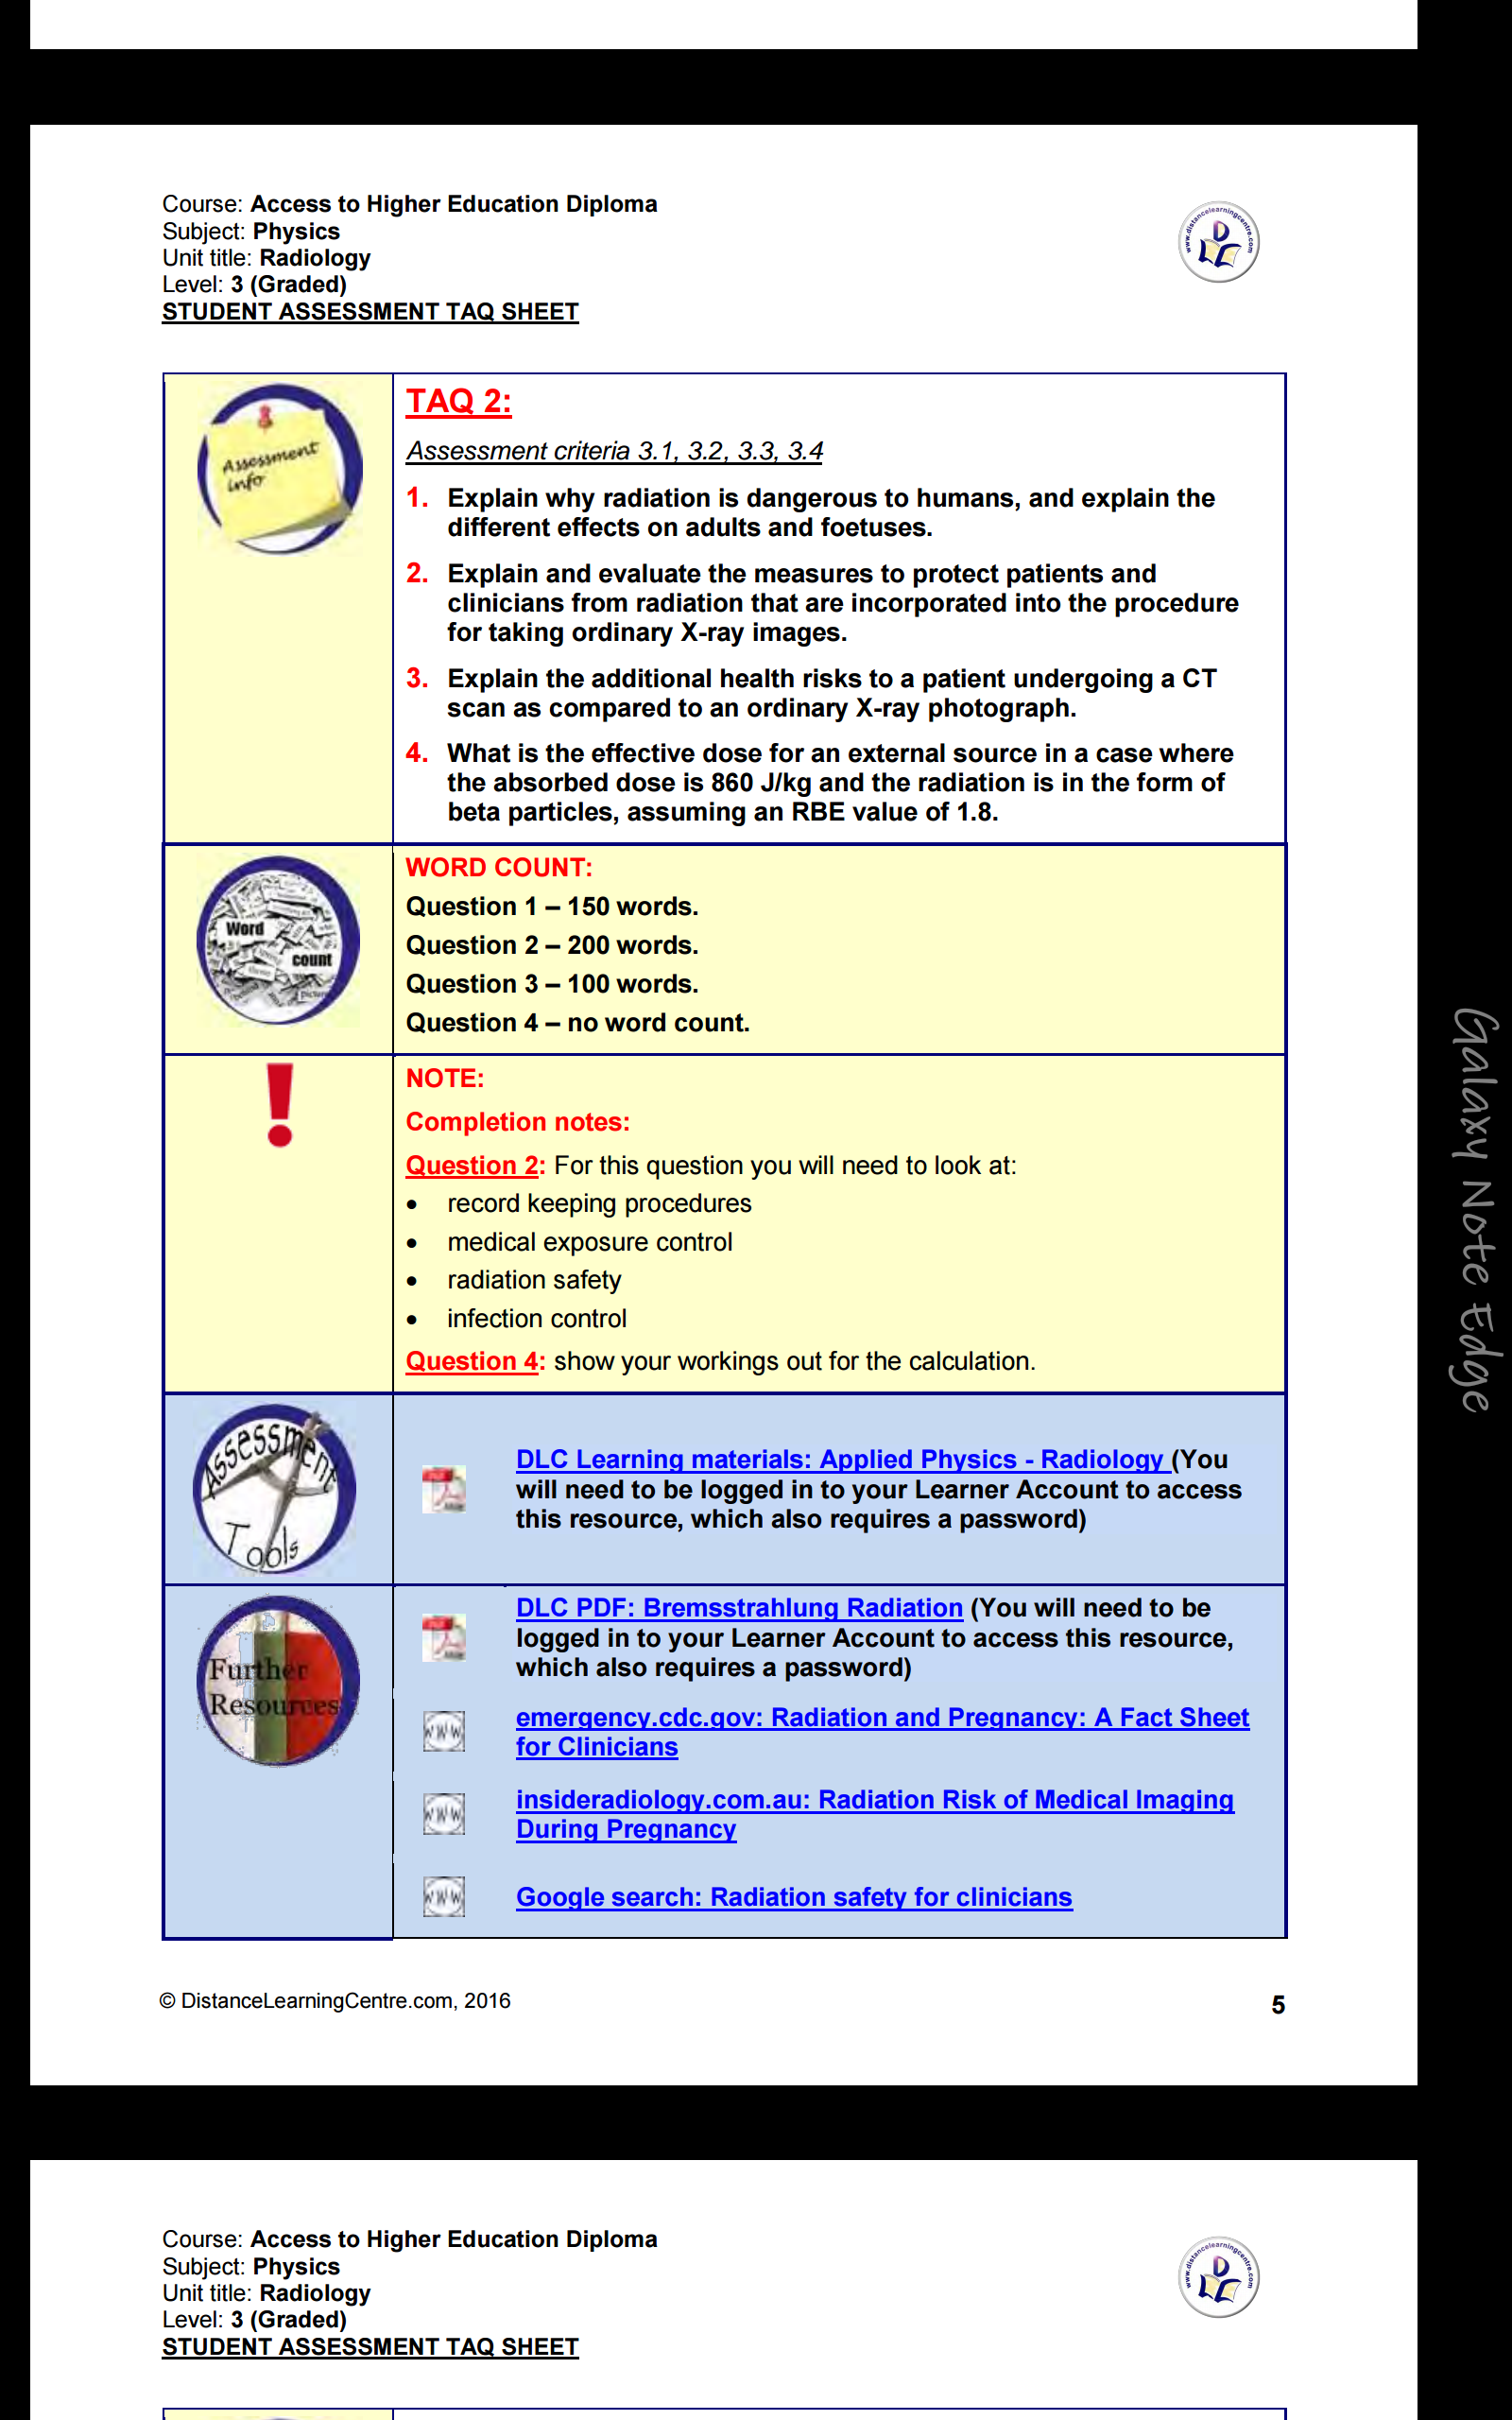 Course: Access to Higher Education Diploma
Subject: Physics
Unit title: Radiology
Level: 3 (Graded)
STUDENT ASSESSMENT TAQ SHEET
www.distancelearningcentre.com
Assessment
info
TAQ 2:
Assessment criteria 3.1, 3.2, 3.3, 3.4
1. Explain why radiation is dangerous to humans, and explain the
different effects on adults and foetuses.
2. Explain and evaluate the measures to protect patients and
clinicians from radiation that are incorporated into the procedure
for taking ordinary X-ray images.
3. Explain the additional health risks to a patient undergoing a CT
scan as compared to an ordinary X-ray photograph.
4. What is the effective dose for an external source in a case where
the absorbed dose is 860 J/kg and the radiation is in the form of
beta particles, assuming an RBE value of 1.8.
Word
count
WORD COUNT:
Question 1 – 150 words.
Question 2 – 200 words.
Question 3 – 100 words.
Question 4 – no word count.
!
NOTE:
Completion notes:
Question 2: For this question you will need to look at:
• record keeping procedures
• medical exposure control
• radiation safety
• infection control
Question 4: show your workings out for the calculation.
Assessment
Tools
DLC Learning materials: Applied Physics - Radiology (You
will need to be logged in to your Learner Account to access
this resource, which also requires a password)
Further
Resources
DLC PDF: Bremsstrahlung Radiation (You will need to be
logged in to your Learner Account to access this resource,
which also requires a password)
www
emergency.cdc.gov: Radiation and Pregnancy: A Fact Sheet
for Clinicians
www
insideradiology.com.au: Radiation Risk of Medical Imaging
During Pregnancy
www
Google search: Radiation safety for clinicians
© DistanceLearningCentre.com, 2016
5
Galaxy Note Edge
Course: Access to Higher Education Diploma
Subject: Physics
Unit title: Radiology
Level: 3 (Graded)
STUDENT ASSESSMENT TAQ SHEET
www.distancelearningcentre.com